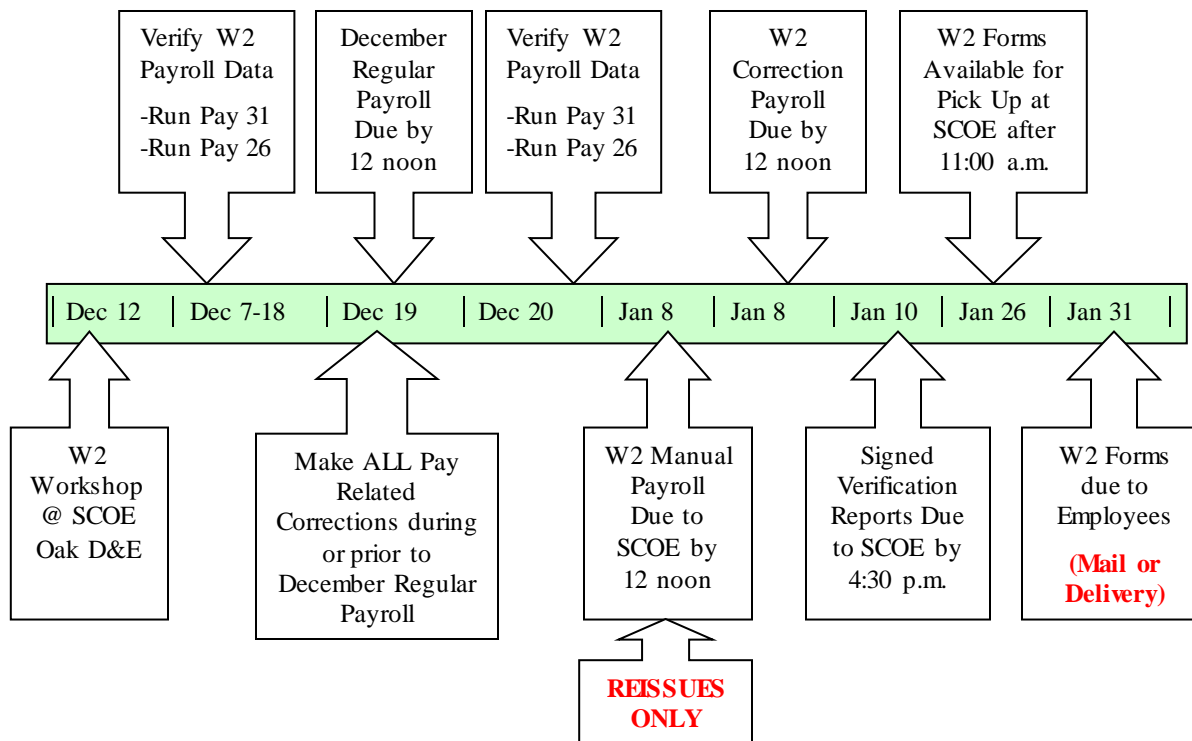 Verify W2
Payroll Data
-Run Pay 31
-Run Pay 26
December
Regular
Payroll
Due by
12 noon
Verify W2
Payroll Data
-Run Pay 31
-Run Pay 26
W2
Correction
Payroll
Due by
12 noon
W2 Forms
Available for
Pick Up at
SCOE after
11:00 a.m.
Dec 12
Dec 7-18
Dec 19
Dec 20
Jan 8
Jan 8
Jan 10
Jan 26
Jan 31
W2
Workshop
@ SCOE
Oak D&E
Make ALL Pay
Related
Corrections during
or prior to
December Regular
Payroll
W2 Manual
Payroll
Due to
SCOE by
12 noon
Signed
Verification
Reports Due
to SCOE by
4:30 p.m.
W2 Forms
due to
Employees
(Mail or
Delivery)
REISSUES
ONLY